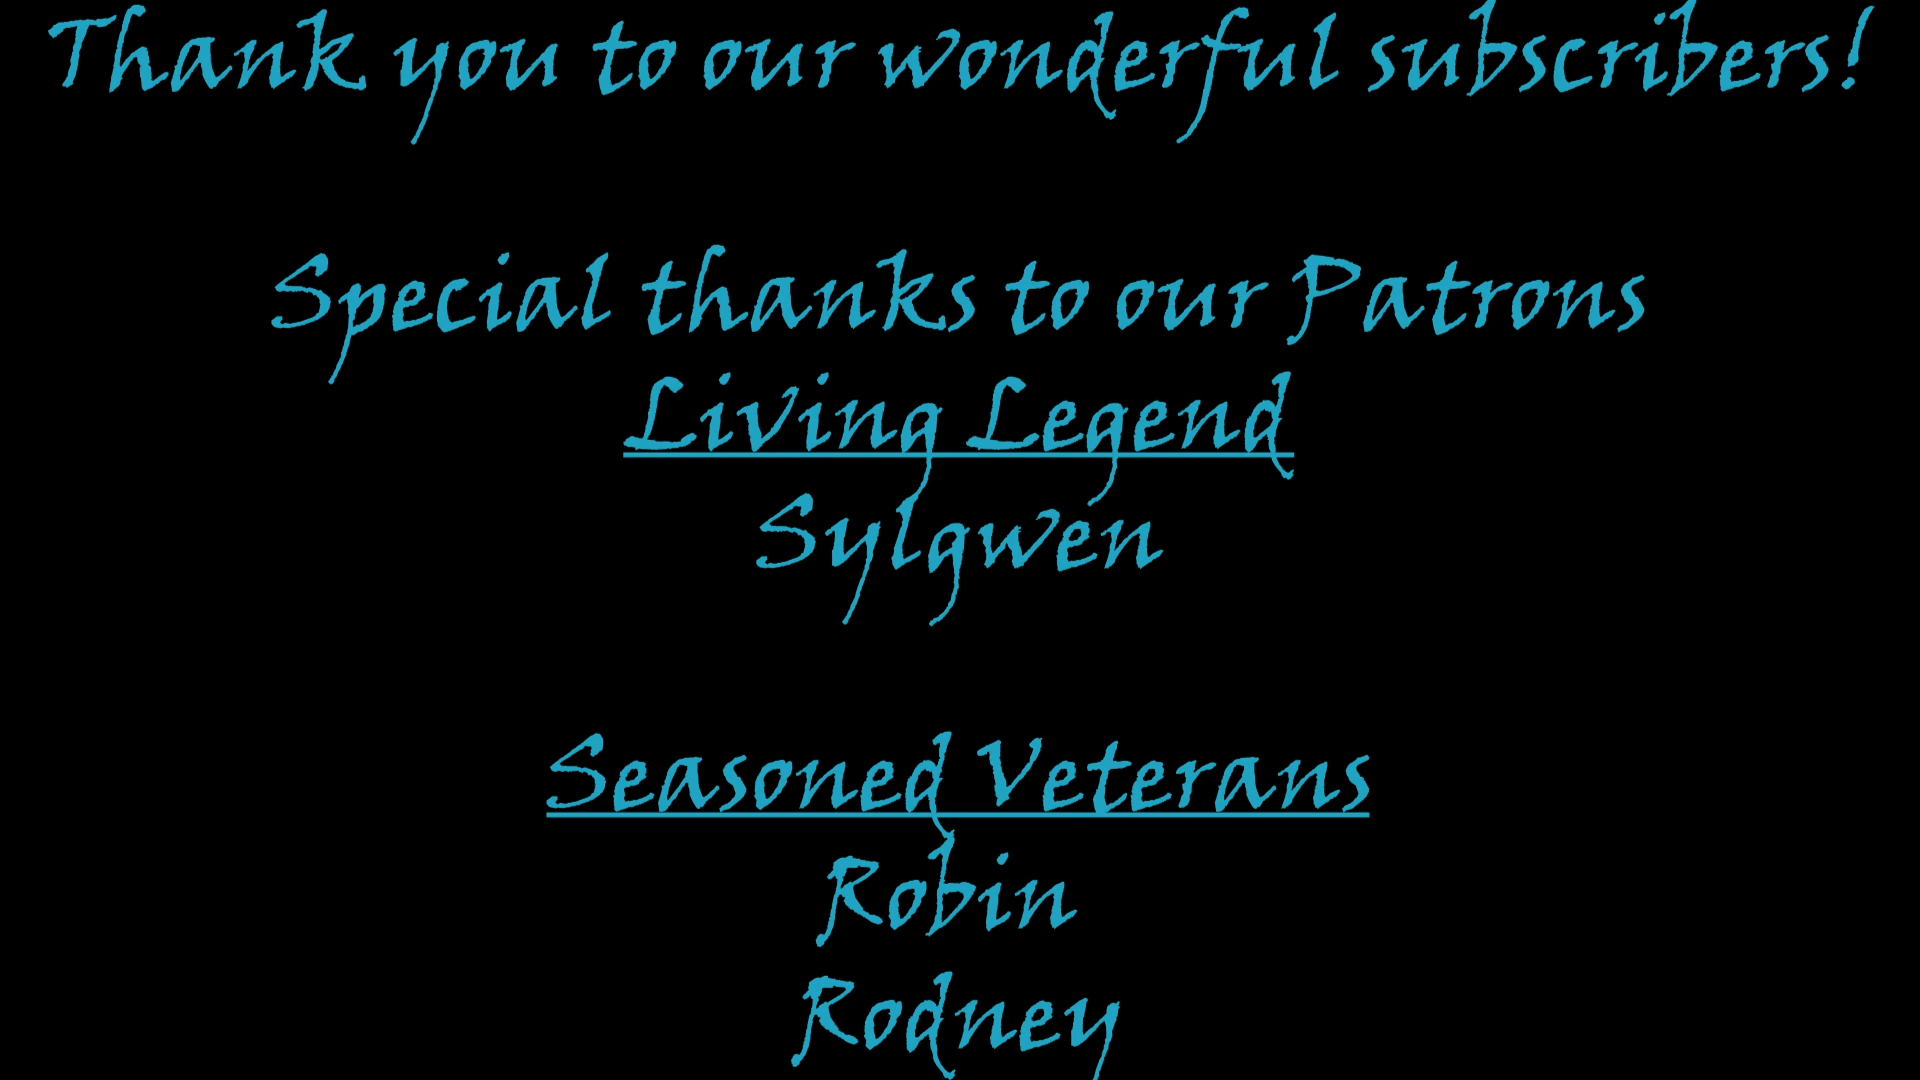 Thank you to our wonderful subscribers!
Special thanks to our Patrons
Living Legend
Sylgwen
Seasoned Veterans
Robin
Rodney